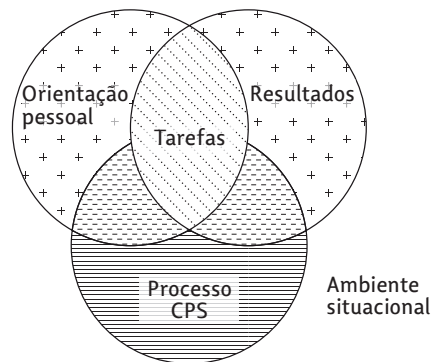 Orientação
pessoal
Resultados
Tarefas
Processo
CPS
Ambiente
situacional